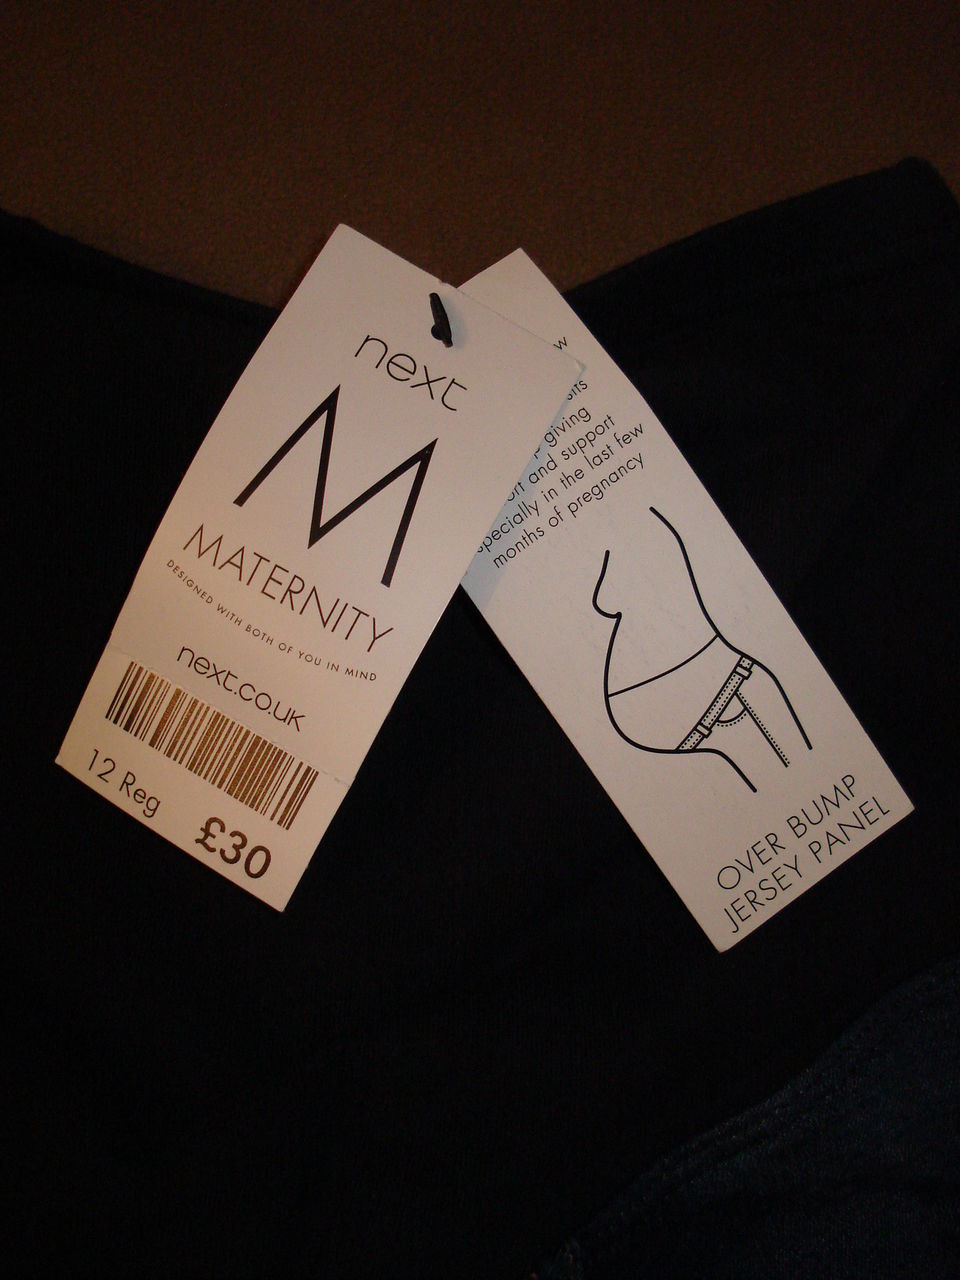 next
M
MATERNITY
DESIGNED WITH BOTH OF YOU IN MIND
next.co.uk
12 Reg
£30
giving
and support
in the last few
months of pregnancy
OVER BUMP
JERSEY PANEL